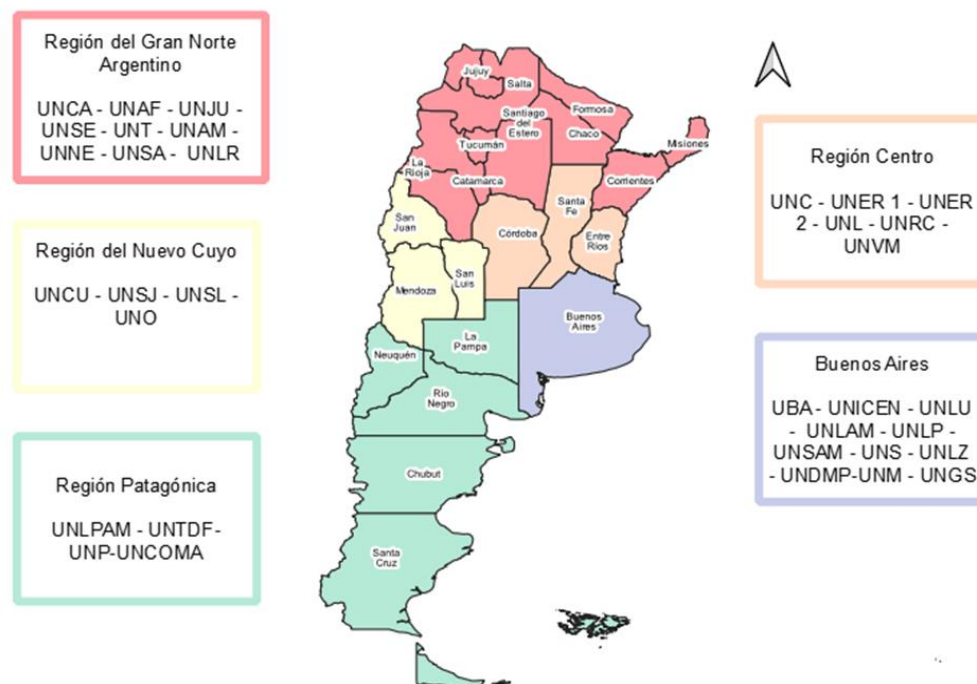 Región del Gran Norte
Argentino
UNCA - UNAF - UNJU -
UNSE - UNT - UNAM -
UNNE - UNSA - UNLR
Región del Nuevo Cuyo
UNCU - UNSJ - UNSL -
UNO
Región Patagónica
UNLPAM - UNTDF-
UNP-UNCOMA
Jujuy
Salta
Formosa
Santiago
del
Estero
Chaco
Misiones
Tucumán
La
Rioja
Catamarca
Corrientes
Santa
Fe
San
Juan
Córdoba
Entre
Ríos
San
Luis
Mendoza
Buenos
Aires
La
Pampa
Neuquén
Río
Negro
Chubut
Santa
Cruz
Región Centro
UNC - UNER 1 - UNER
2 - UNL - UNRC -
UNVM
Buenos Aires
UBA - UNICEN - UNLU
- UNLAM - UNLP -
UNSAM - UNS - UNLZ
- UNDMP-UNM - UNGS